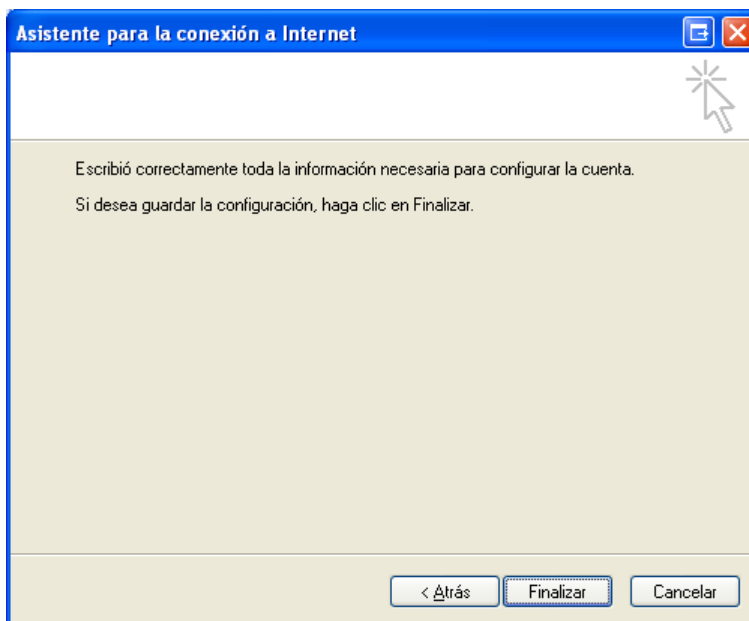 Asistente para la conexión a Internet
Escribió correctamente toda la información necesaria para configurar la cuenta.
Si desea guardar la configuración, haga clic en Finalizar.
< Atrás
Finalizar
Cancelar